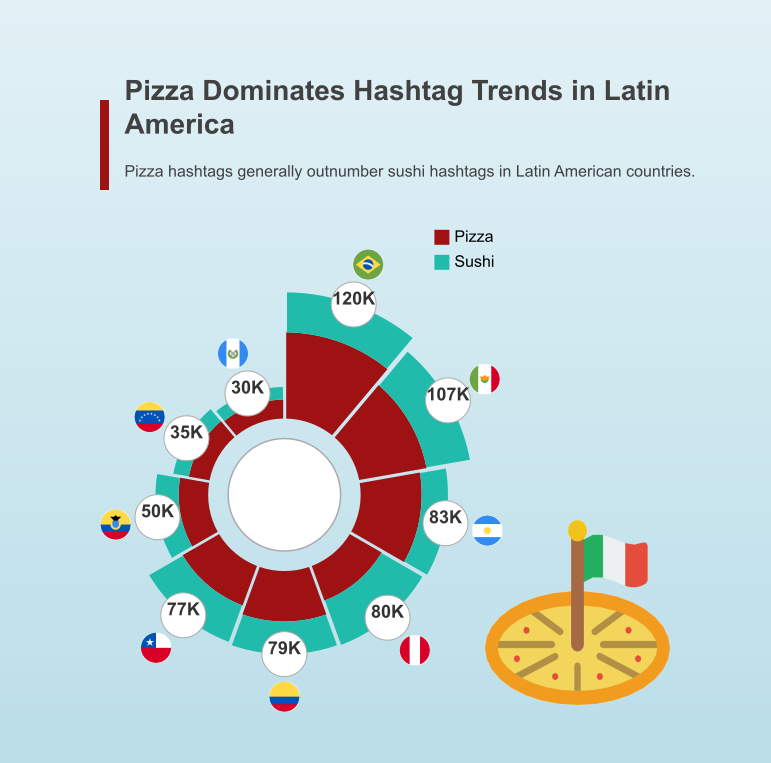 Pizza Dominates Hashtag Trends in Latin
America
Pizza hashtags generally outnumber sushi hashtags in Latin American countries.
Pizza
Sushi
120K
107K
83K
80K
79K
77K
50K
35K
30K